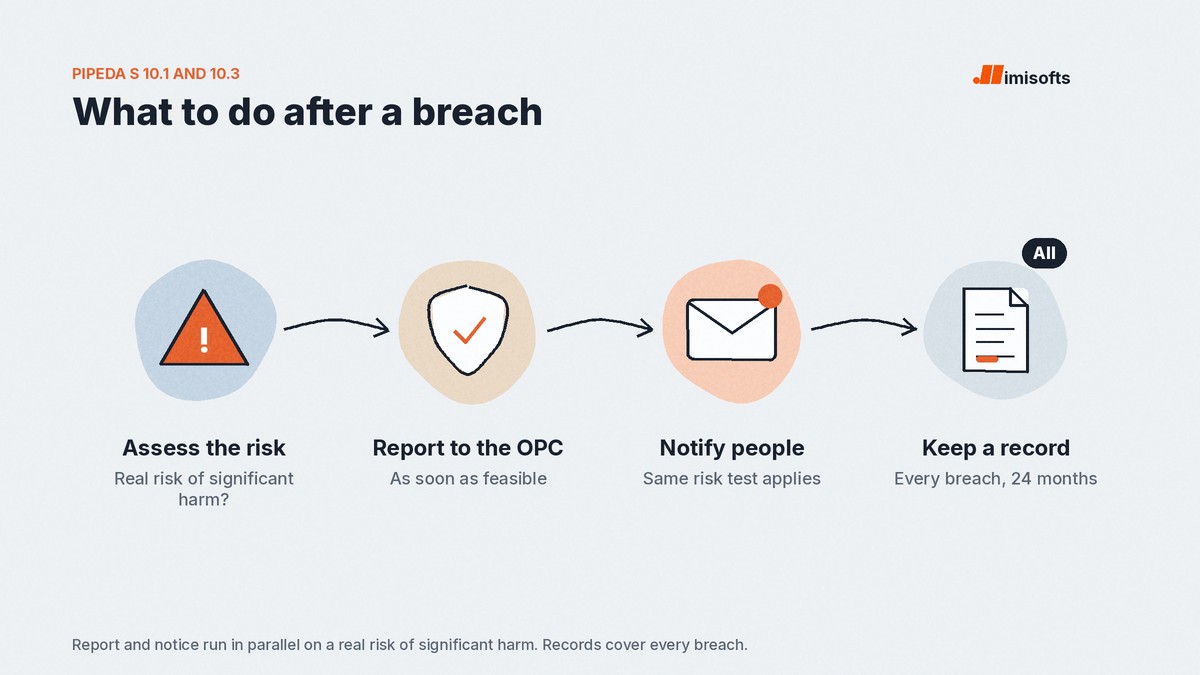 PIPEDA S 10.1 AND 10.3
What to do after a breach
imisofts
All
!
Assess the risk
Real risk of significant
harm?
Report to the OPC
As soon as feasible
Notify people
Same risk test applies
Keep a record
Every breach, 24 months
Report and notice run in parallel on a real risk of significant harm. Records cover every breach.